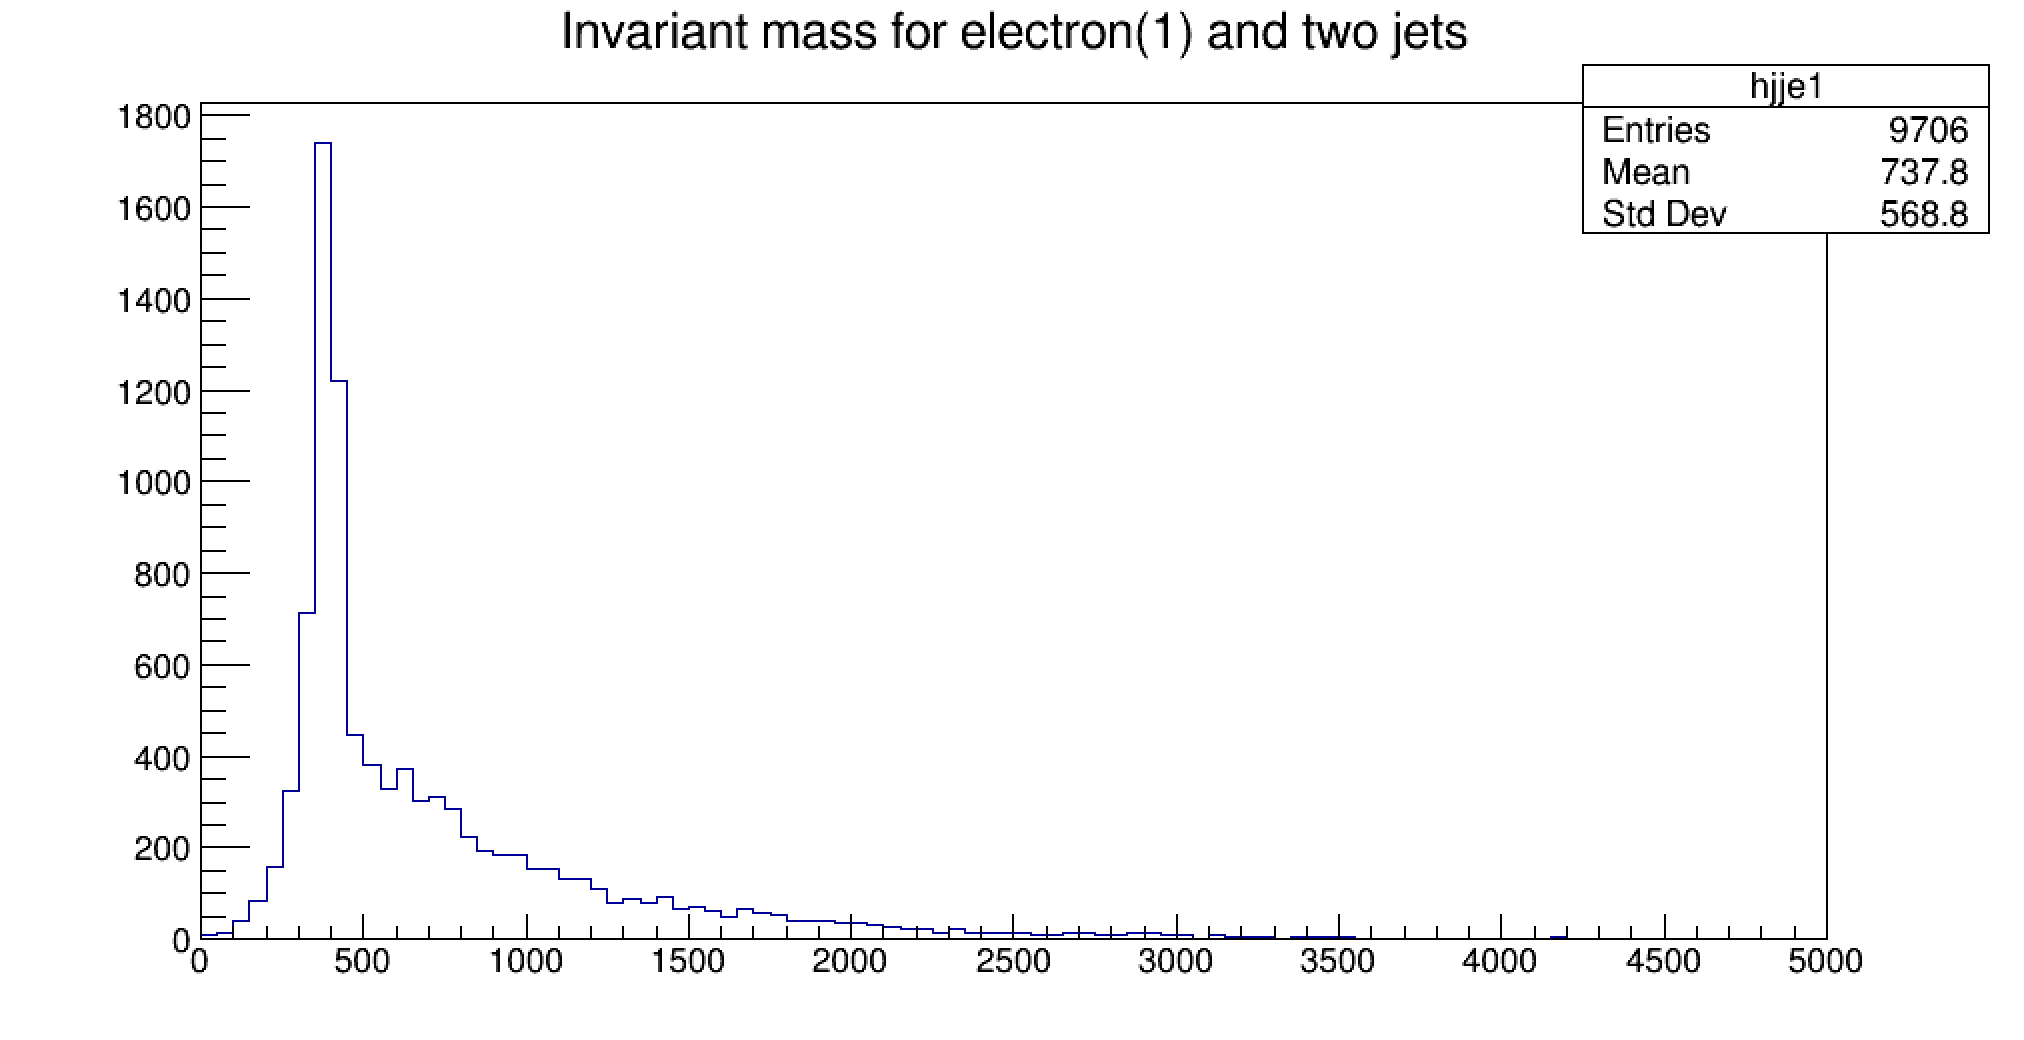 Invariant mass for electron(1) and two jets
hjje1
Entries 9706
Mean 737.8
Std Dev 568.8
1800
1600
1400
1200
1000
800
600
400
200
0
0 500 1000 1500 2000 2500 3000 3500 4000 4500 5000